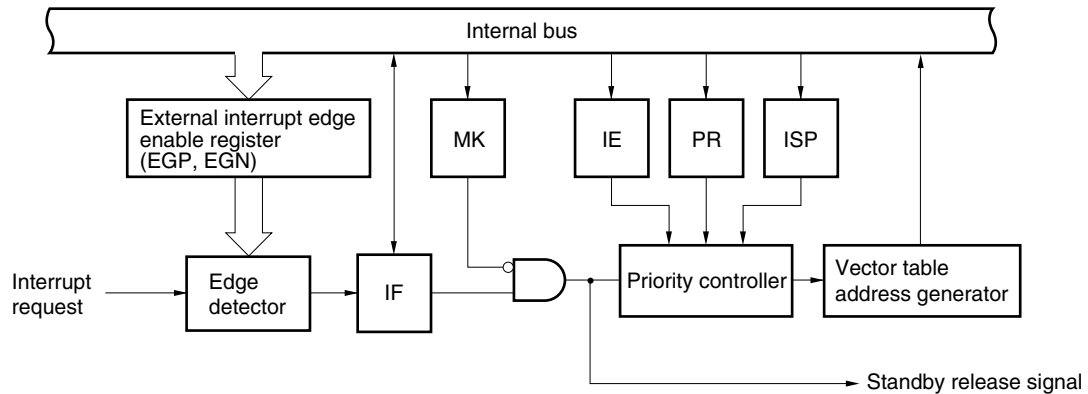 Internal bus
External interrupt edge
enable register
(EGP, EGN)
MK
IE
PR
ISP
Interrupt
request
Edge
detector
IF
Priority controller
Vector table
address generator
Standby release signal